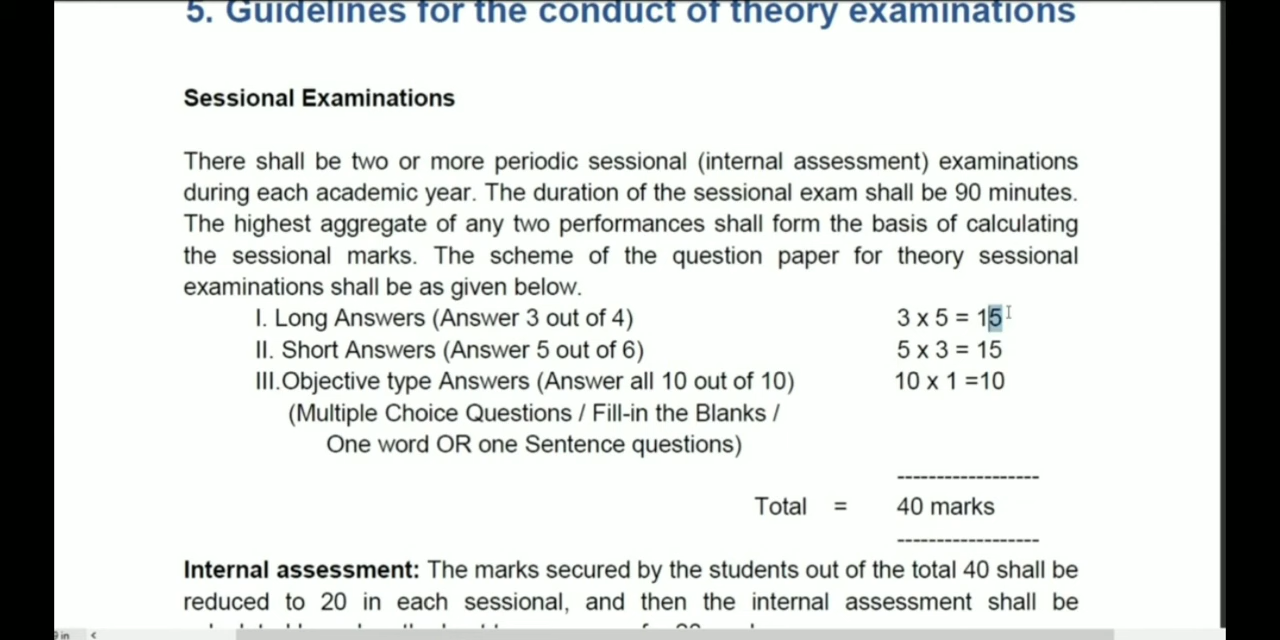 5. Guidelines for the conduct of theory examinations
Sessional Examinations
There shall be two or more periodic sessional (internal assessment) examinations
during each academic year. The duration of the sessional exam shall be 90 minutes.
The highest aggregate of any two performances shall form the basis of calculating
the sessional marks. The scheme of the question paper for theory sessional
examinations shall be as given below.
I. Long Answers (Answer 3 out of 4) 3 x 5 = 15
II. Short Answers (Answer 5 out of 6) 5 x 3 = 15
III.Objective type Answers (Answer all 10 out of 10) 10 x 1 =10
(Multiple Choice Questions / Fill-in the Blanks /
One word OR one Sentence questions)
------------------
Total = 40 marks
------------------
Internal assessment: The marks secured by the students out of the total 40 shall be
reduced to 20 in each sessional, and then the internal assessment shall be